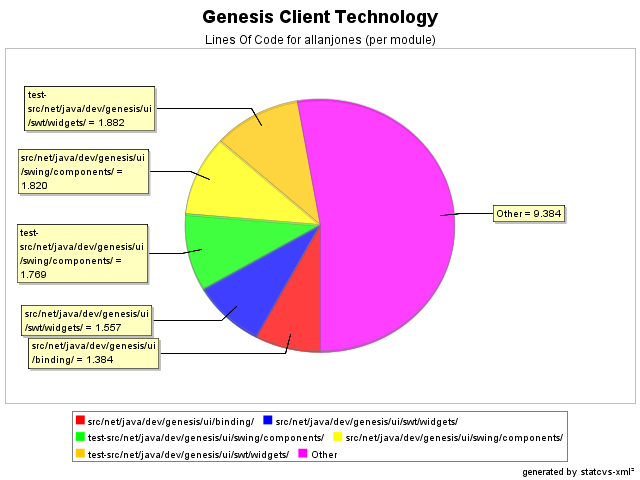 Genesis Client Technology
Lines Of Code for allanjones (per module)
test-
src/net/java/dev/genesis/ui
/swt/widgets/ = 1.882
src/net/java/dev/genesis/ui
/swing/components/ =
1.820
test-
src/net/java/dev/genesis/ui
/swing/components/ =
1.769
src/net/java/dev/genesis/ui
/swt/widgets/ = 1.557
src/net/java/dev/genesis/ui
/binding/ = 1.384
Other = 9.384
src/net/java/dev/genesis/ui/binding/ src/net/java/dev/genesis/ui/swt/widgets/
test-src/net/java/dev/genesis/ui/swing/components/ src/net/java/dev/genesis/ui/swing/components/
test-src/net/java/dev/genesis/ui/swt/widgets/ Other
generated by statcvs-xml²